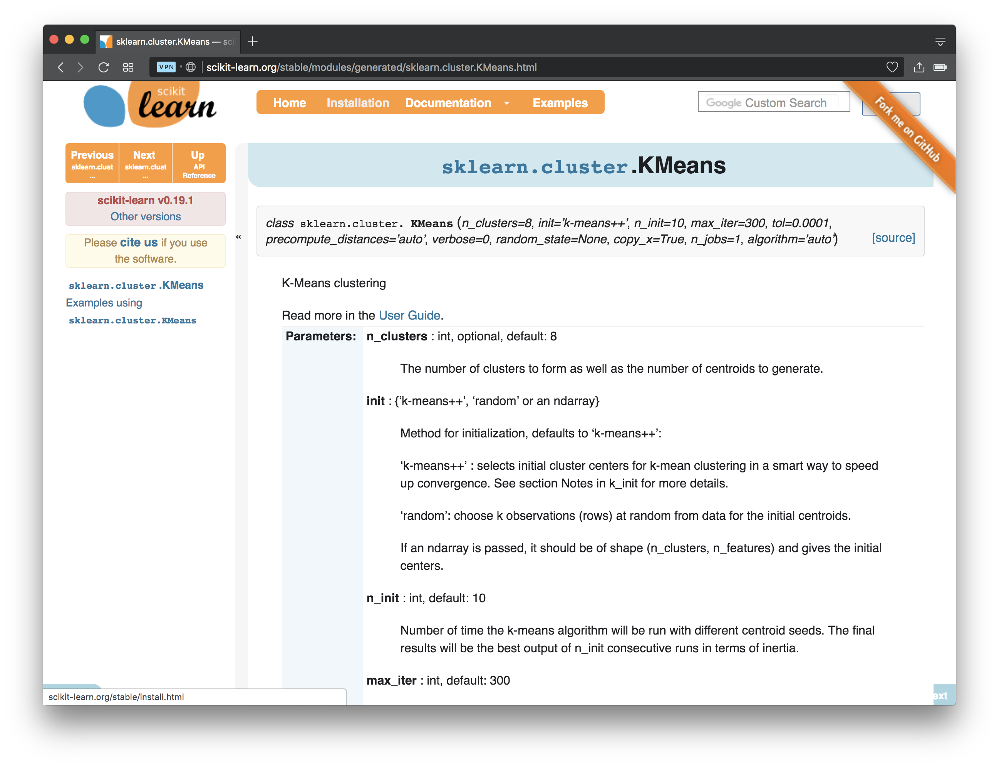 sklearn.cluster.KMeans — sci
VPN
scikit-learn.org/stable/modules/generated/sklearn.cluster.KMeans.html
scikit
learn
Home Installation Documentation Examples
Google Custom Search
Fork me on GitHub
Previous Next Up
sklearn.clust sklearn.clust API
... ... Reference
scikit-learn v0.19.1
Other versions
Please cite us if you use
the software.
sklearn.cluster.KMeans
Examples using
sklearn.cluster.KMeans
«
sklearn.cluster.KMeans
class sklearn.cluster. KMeans (n_clusters=8, init=’k-means++’, n_init=10, max_iter=300, tol=0.0001,
precompute_distances=’auto’, verbose=0, random_state=None, copy_x=True, n_jobs=1, algorithm=’auto’) [source]
K-Means clustering
Read more in the User Guide.
Parameters: n_clusters : int, optional, default: 8
The number of clusters to form as well as the number of centroids to generate.
init : {‘k-means++’, ‘random’ or an ndarray}
Method for initialization, defaults to ‘k-means++’:
‘k-means++’ : selects initial cluster centers for k-mean clustering in a smart way to speed
up convergence. See section Notes in k_init for more details.
‘random’: choose k observations (rows) at random from data for the initial centroids.
If an ndarray is passed, it should be of shape (n_clusters, n_features) and gives the initial
centers.
n_init : int, default: 10
Number of time the k-means algorithm will be run with different centroid seeds. The final
results will be the best output of n_init consecutive runs in terms of inertia.
max_iter : int, default: 300
scikit-learn.org/stable/install.html
ext